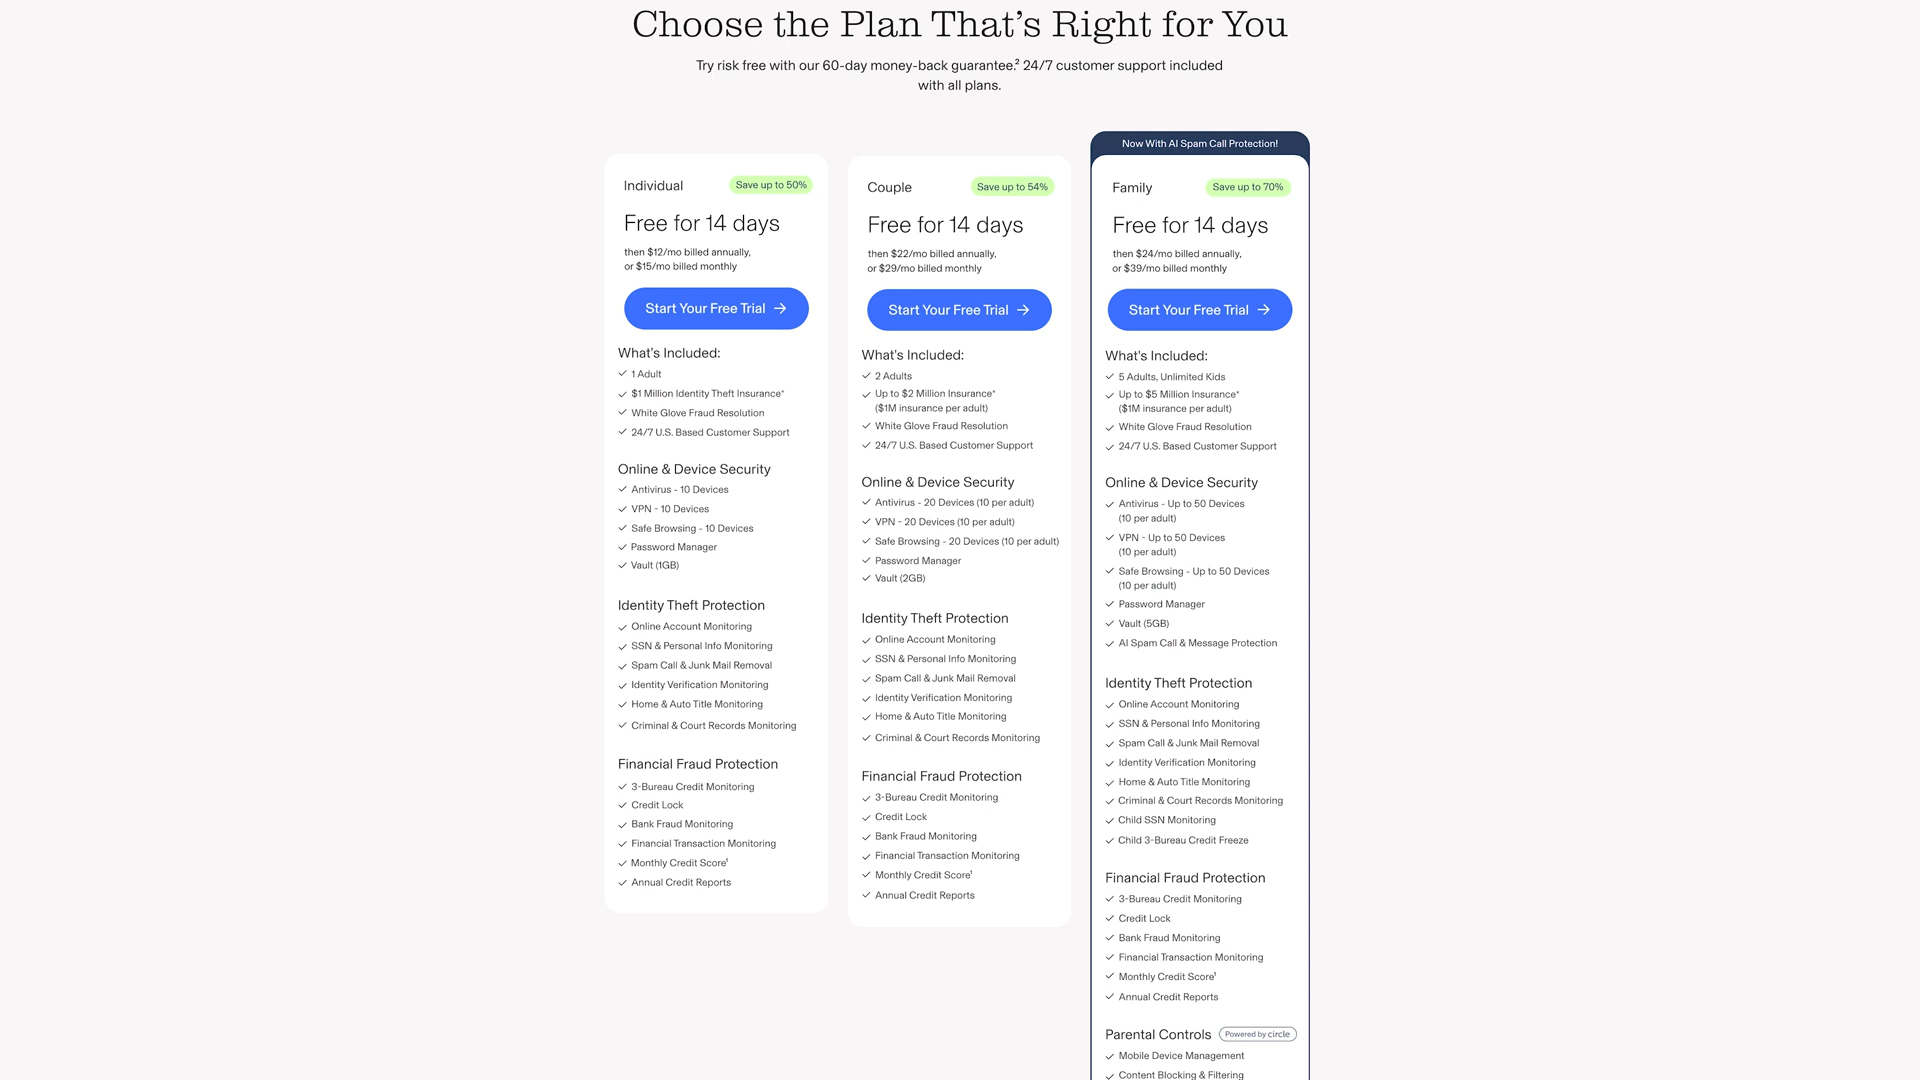 Choose the Plan That’s Right for You
Try risk free with our 60-day money-back guarantee.² 24/7 customer support included
with all plans.
Individual
Save up to 50%
Free for 14 days
then $12/mo billed annually,
or $15/mo billed monthly
Start Your Free Trial →
What's Included:
1 Adult
$1 Million Identity Theft Insurance*
White Glove Fraud Resolution
24/7 U.S. Based Customer Support
Online & Device Security
Antivirus - 10 Devices
VPN - 10 Devices
Safe Browsing - 10 Devices
Password Manager
Vault (1GB)
Identity Theft Protection
Online Account Monitoring
SSN & Personal Info Monitoring
Spam Call & Junk Mail Removal
Identity Verification Monitoring
Home & Auto Title Monitoring
Criminal & Court Records Monitoring
Financial Fraud Protection
3-Bureau Credit Monitoring
Credit Lock
Bank Fraud Monitoring
Financial Transaction Monitoring
Monthly Credit Score¹
Annual Credit Reports
Couple
Save up to 54%
Free for 14 days
then $22/mo billed annually,
or $29/mo billed monthly
Start Your Free Trial →
What's Included:
2 Adults
Up to $2 Million Insurance*
($1M insurance per adult)
White Glove Fraud Resolution
24/7 U.S. Based Customer Support
Online & Device Security
Antivirus - 20 Devices (10 per adult)
VPN - 20 Devices (10 per adult)
Safe Browsing - 20 Devices (10 per adult)
Password Manager
Vault (2GB)
Identity Theft Protection
Online Account Monitoring
SSN & Personal Info Monitoring
Spam Call & Junk Mail Removal
Identity Verification Monitoring
Home & Auto Title Monitoring
Criminal & Court Records Monitoring
Financial Fraud Protection
3-Bureau Credit Monitoring
Credit Lock
Bank Fraud Monitoring
Financial Transaction Monitoring
Monthly Credit Score¹
Annual Credit Reports
Now With AI Spam Call Protection!
Family
Save up to 70%
Free for 14 days
then $24/mo billed annually,
or $39/mo billed monthly
Start Your Free Trial →
What's Included:
5 Adults, Unlimited Kids
Up to $5 Million Insurance*
($1M insurance per adult)
White Glove Fraud Resolution
24/7 U.S. Based Customer Support
Online & Device Security
Antivirus - Up to 50 Devices
(10 per adult)
VPN - Up to 50 Devices
(10 per adult)
Safe Browsing - Up to 50 Devices
(10 per adult)
Password Manager
Vault (5GB)
AI Spam Call & Message Protection
Identity Theft Protection
Online Account Monitoring
SSN & Personal Info Monitoring
Spam Call & Junk Mail Removal
Identity Verification Monitoring
Home & Auto Title Monitoring
Criminal & Court Records Monitoring
Child SSN Monitoring
Child 3-Bureau Credit Freeze
Financial Fraud Protection
3-Bureau Credit Monitoring
Credit Lock
Bank Fraud Monitoring
Financial Transaction Monitoring
Monthly Credit Score¹
Annual Credit Reports
Parental Controls
Powered by circle
Mobile Device Management
Content Blocking & Filtering